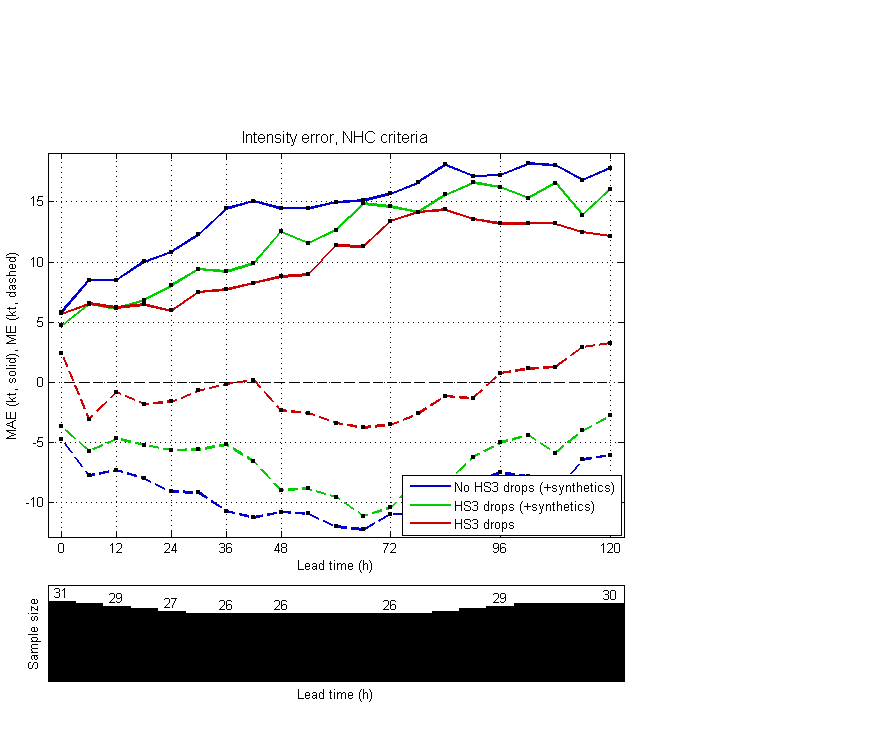 Intensity error, NHC criteria
MAE (kt, solid), ME (kt, dashed)
15
10
5
0
-5
-10
No HS3 drops (+synthetics)
HS3 drops (+synthetics)
HS3 drops
0 12 24 36 48 72 96 120
Lead time (h)
Sample size
31 29 27 26 26 26 29 30
Lead time (h)